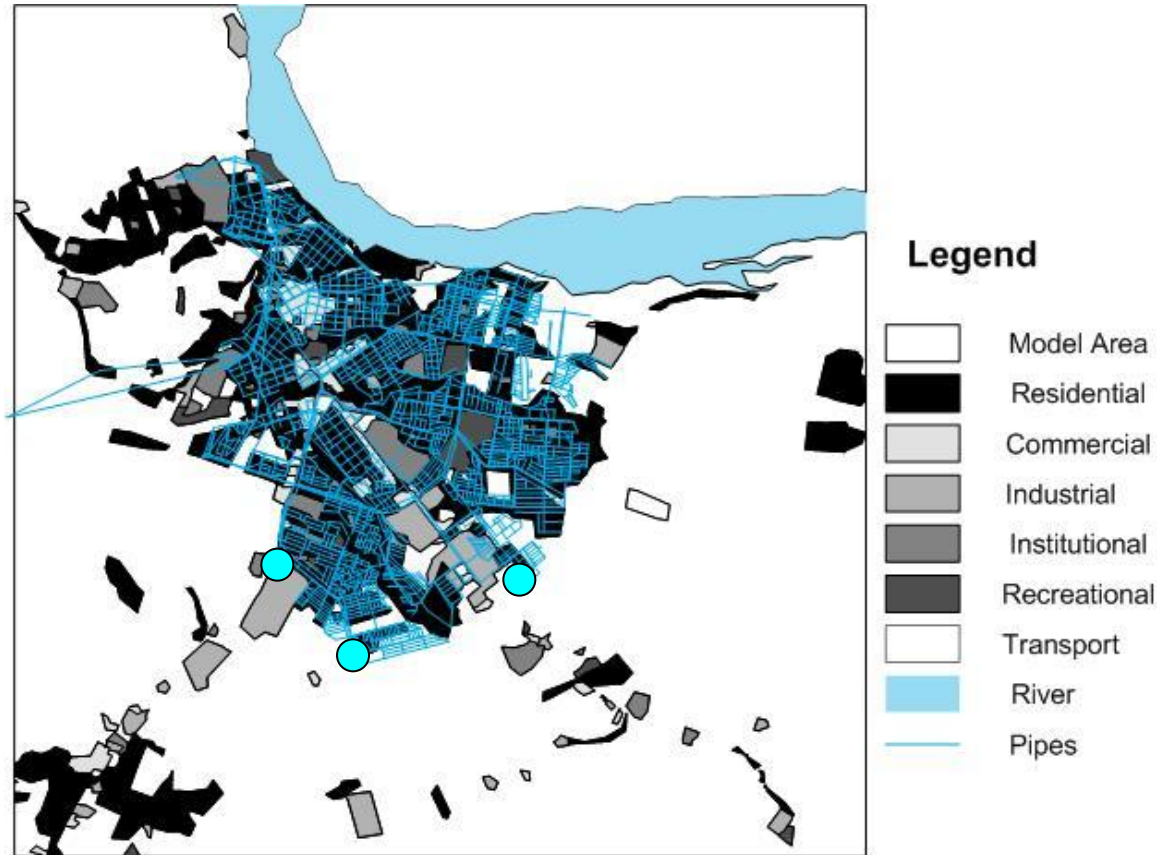 Legend
Model Area
Residential
Commercial
Industrial
Institutional
Recreational
Transport
River
Pipes